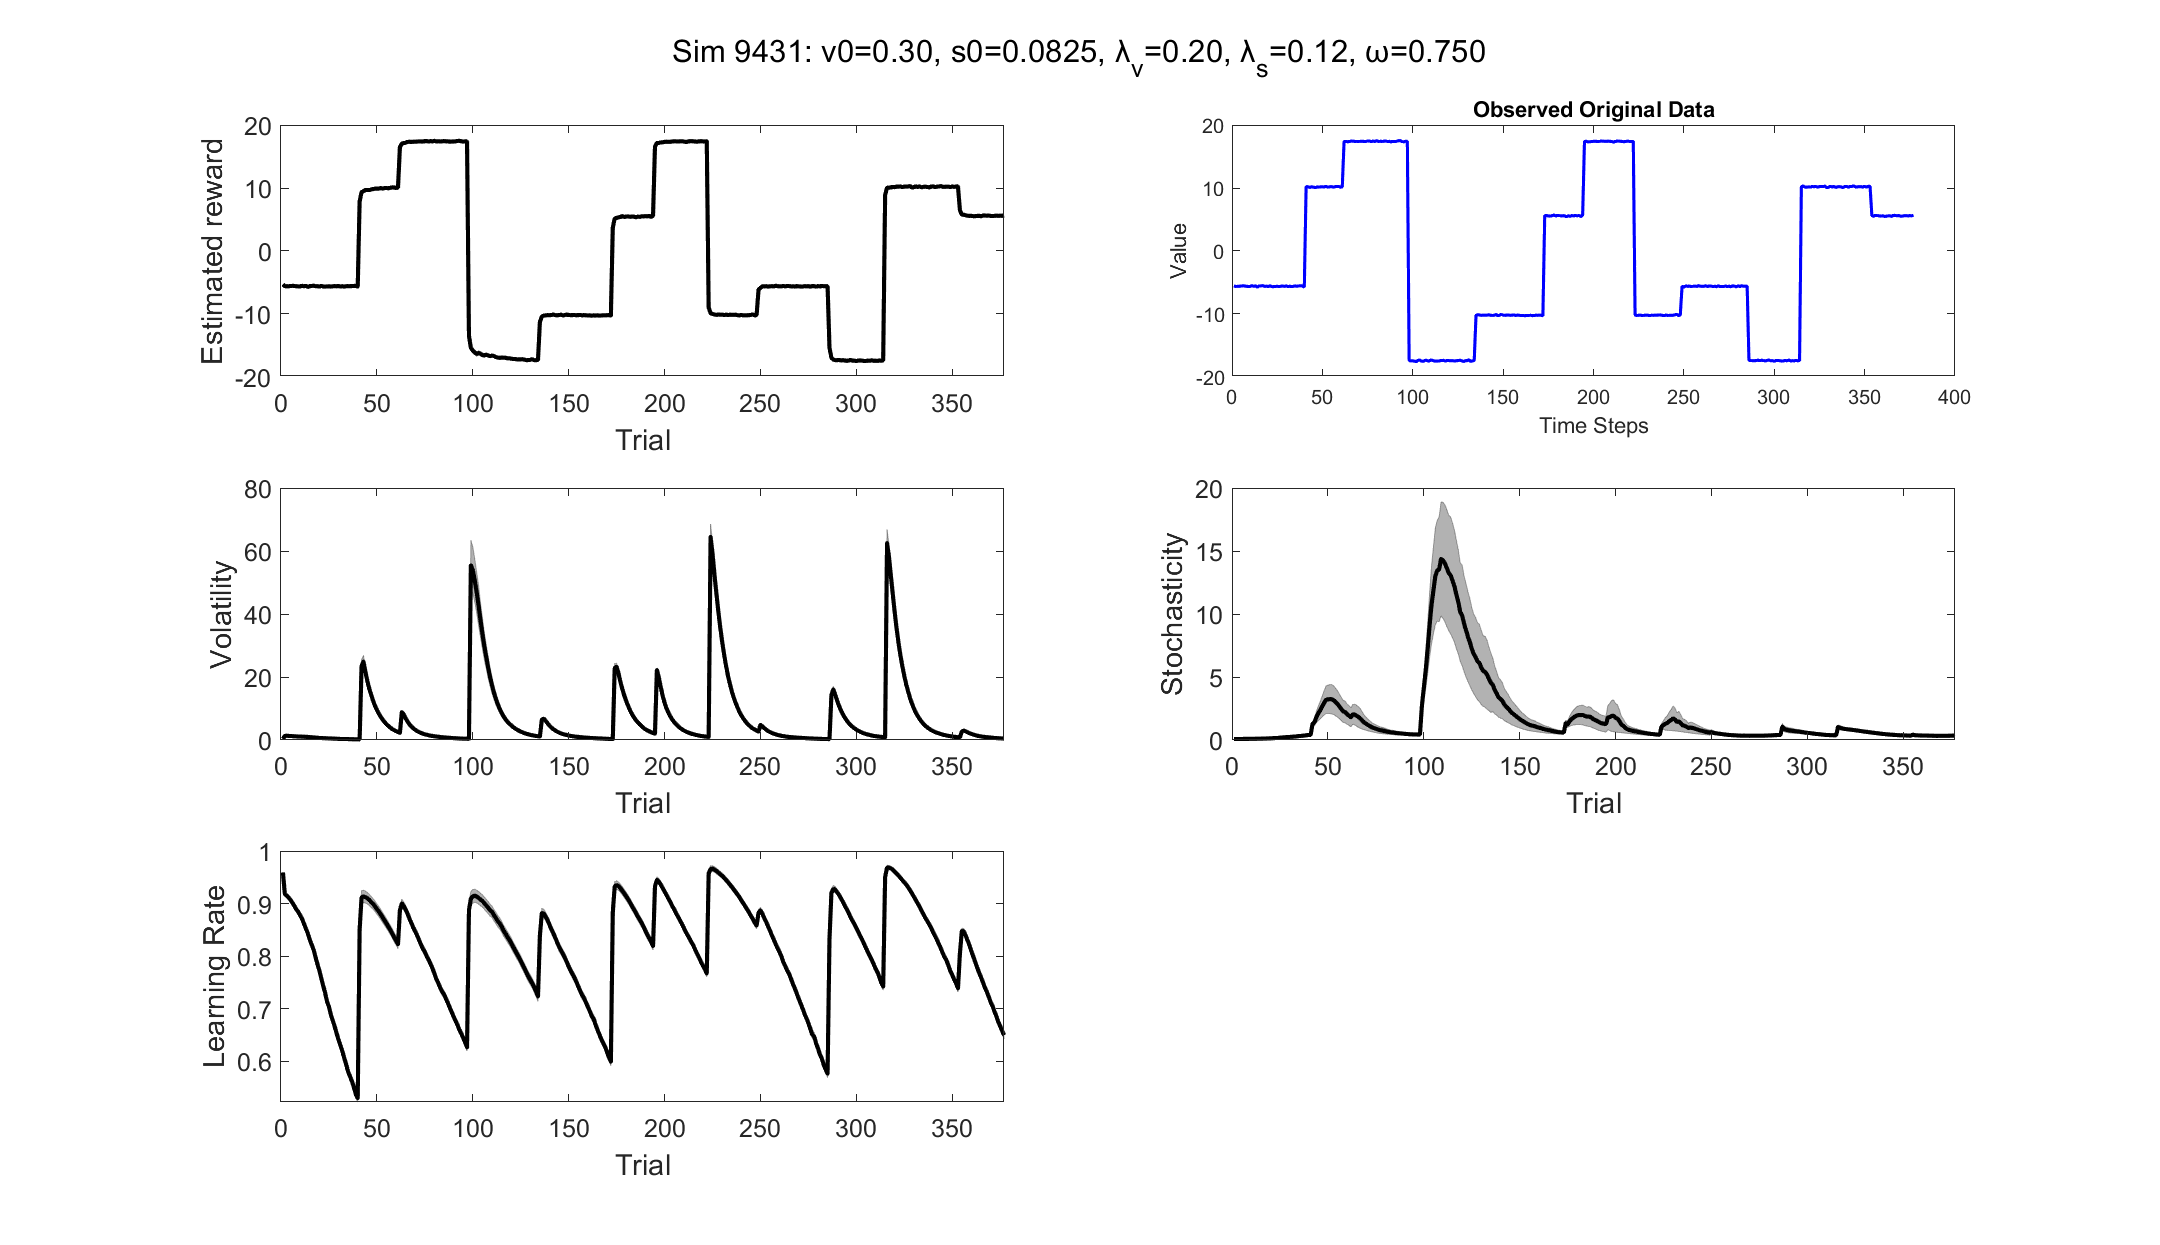 Sim 9431: v0=0.30, s0=0.0825, λ_v=0.20, λ_s=0.12, ω=0.750
Estimated reward
20
10
0
-10
-20
0 50 100 150 200 250 300 350
Trial
Observed Original Data
Value
20
10
0
-10
-20
0 50 100 150 200 250 300 350 400
Time Steps
Volatility
80
60
40
20
0
0 50 100 150 200 250 300 350
Trial
Stochasticity
20
15
10
5
0
0 50 100 150 200 250 300 350
Trial
Learning Rate
1
0.9
0.8
0.7
0.6
0 50 100 150 200 250 300 350
Trial